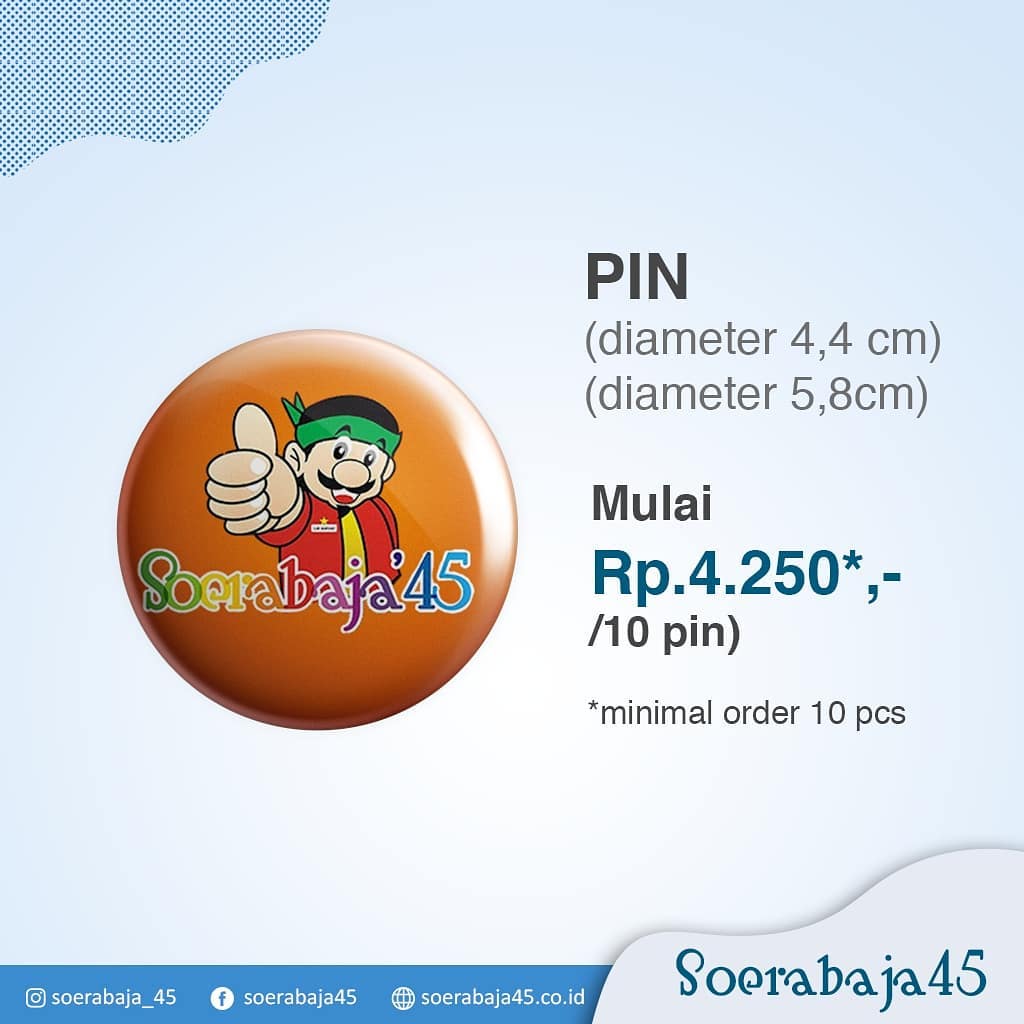 PIN
(diameter 4,4 cm)
(diameter 5,8cm)
Soerabaja'45
Mulai
Rp.4.250*,-
/10 pin)
*minimal order 10 pcs
Soerabaja45
soerabaja_45 soerabaja45 soerabaja45.co.id